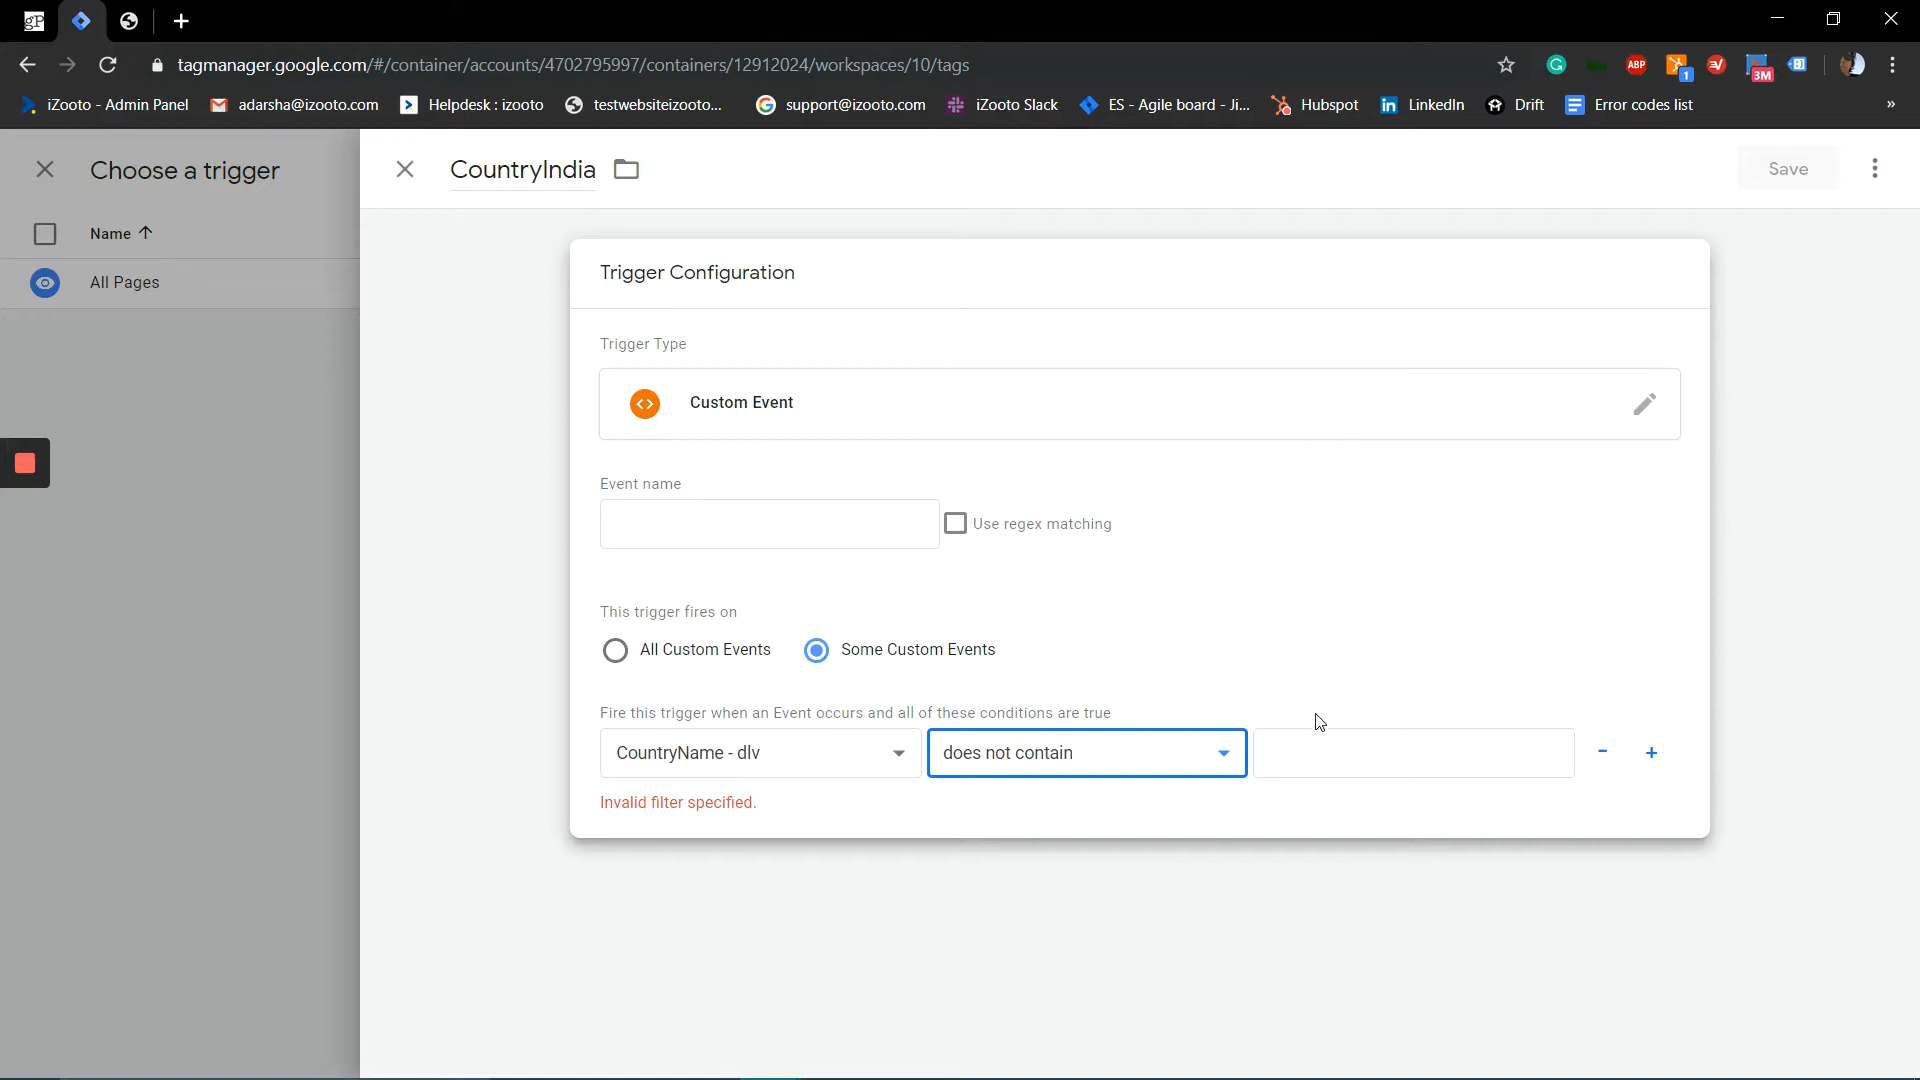 gP
tagmanager.google.com/#/container/accounts/4702795997/containers/12912024/workspaces/10/tags
ABP
1
3M
iZooto - Admin Panel
adarsha@izooto.com
Helpdesk : izooto
testwebsiteizooto...
support@izooto.com
iZooto Slack
ES - Agile board - Ji...
Hubspot
LinkedIn
Drift
Error codes list
»
Choose a trigger
CountryIndia
Save
Name
All Pages
Trigger Configuration
Trigger Type
Custom Event
Event name
Use regex matching
This trigger fires on
All Custom Events
Some Custom Events
Fire this trigger when an Event occurs and all of these conditions are true
CountryName - dlv
does not contain
- +
Invalid filter specified.